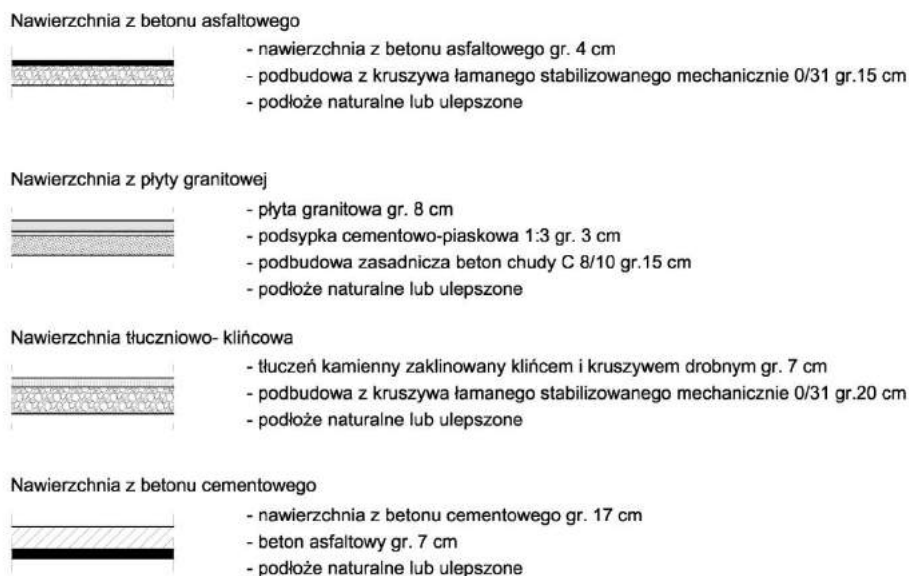 Nawierzchnia z betonu asfaltowego
- nawierzchnia z betonu asfaltowego gr. 4 cm
- podbudowa z kruszywa łamanego stabilizowanego mechanicznie 0/31 gr.15 cm
- podłoże naturalne lub ulepszone
Nawierzchnia z płyty granitowej
- płyta granitowa gr. 8 cm
- podsypka cementowo-piaskowa 1:3 gr. 3 cm
- podbudowa zasadnicza beton chudy C 8/10 gr.15 cm
- podłoże naturalne lub ulepszone
Nawierzchnia tłuczniowo- klińcowa
- tłuczeń kamienny zaklinowany klińcem i kruszywem drobnym gr. 7 cm
- podbudowa z kruszywa łamanego stabilizowanego mechanicznie 0/31 gr.20 cm
- podłoże naturalne lub ulepszone
Nawierzchnia z betonu cementowego
- nawierzchnia z betonu cementowego gr. 17 cm
- beton asfaltowy gr. 7 cm
- podłoże naturalne lub ulepszone